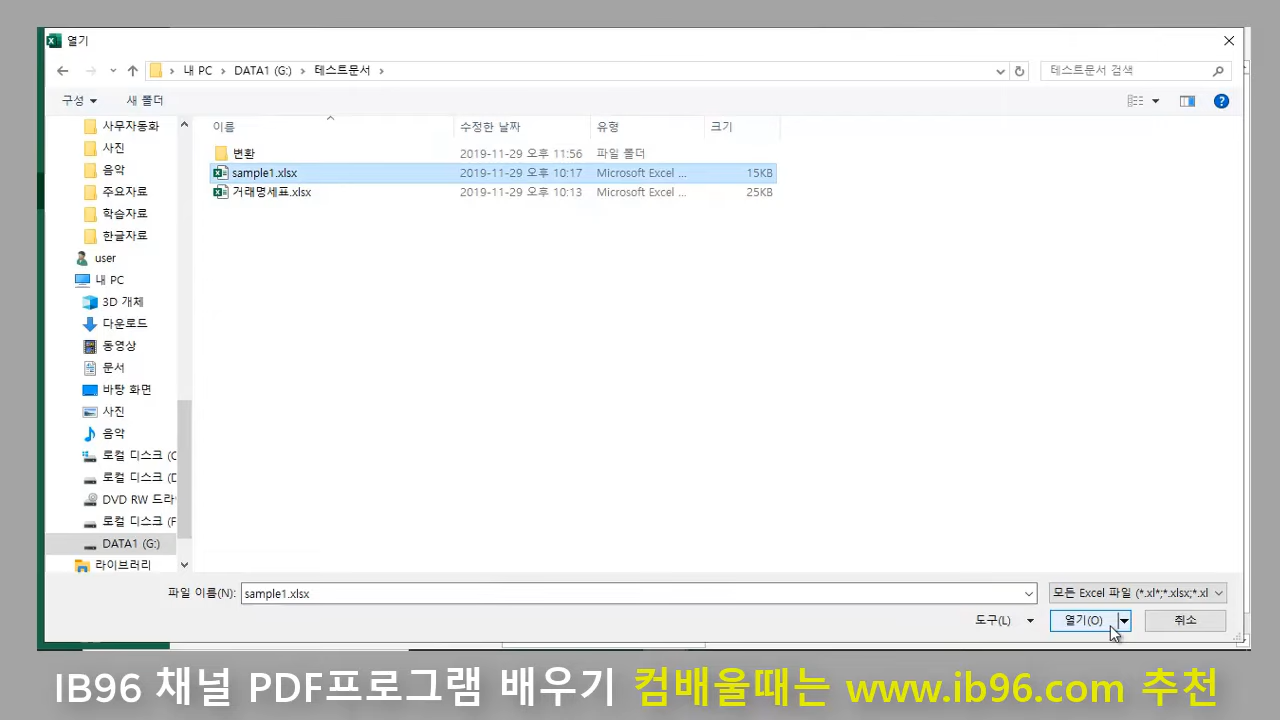 열기
내 PC > DATA1 (G:) > 테스트문서 >
테스트문서 검색
구성 새 폴더
이름 수정한 날짜 유형 크기
변환 2019-11-29 오후 11:56 파일 폴더
sample1.xlsx 2019-11-29 오후 10:17 Microsoft Excel ... 15KB
거래명세표.xlsx 2019-11-29 오후 10:13 Microsoft Excel ... 25KB
사무자동화
사진
음악
주요자료
학습자료
한글자료
user
내 PC
3D 개체
다운로드
동영상
문서
바탕 화면
사진
음악
로컬 디스크 (C
로컬 디스크 (D
DVD RW 드라
로컬 디스크 (F
DATA1 (G:)
라이브러리
파일 이름(N): sample1.xlsx 모든 Excel 파일 (*.xl*;*.xlsx;*.xl
도구(L) 열기(O) 취소
IB96 채널 PDF프로그램 배우기 컴배울때는 www.ib96.com 추천